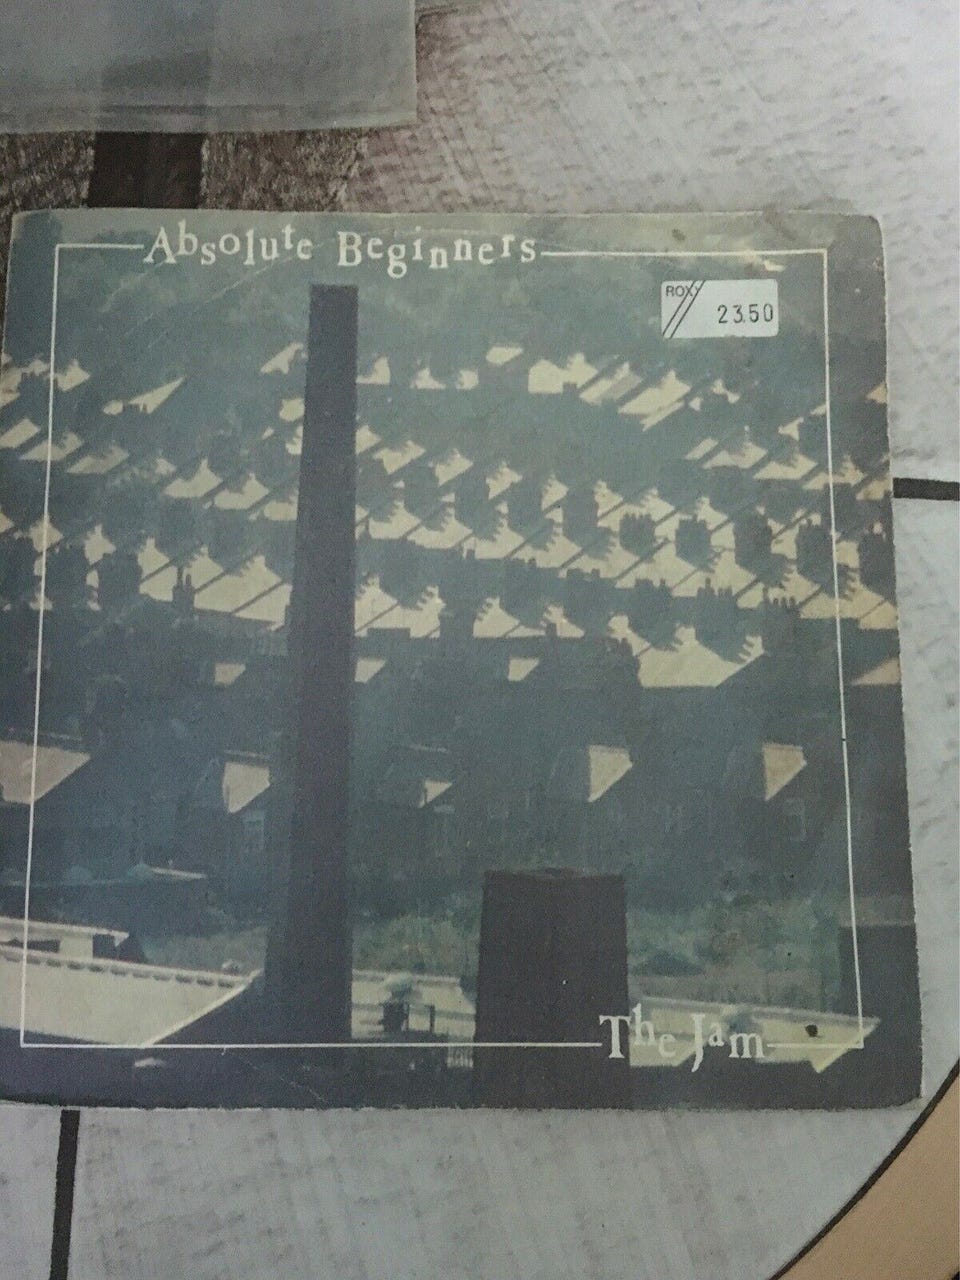 Absolute Beginners
ROXY
23.50
The Jam